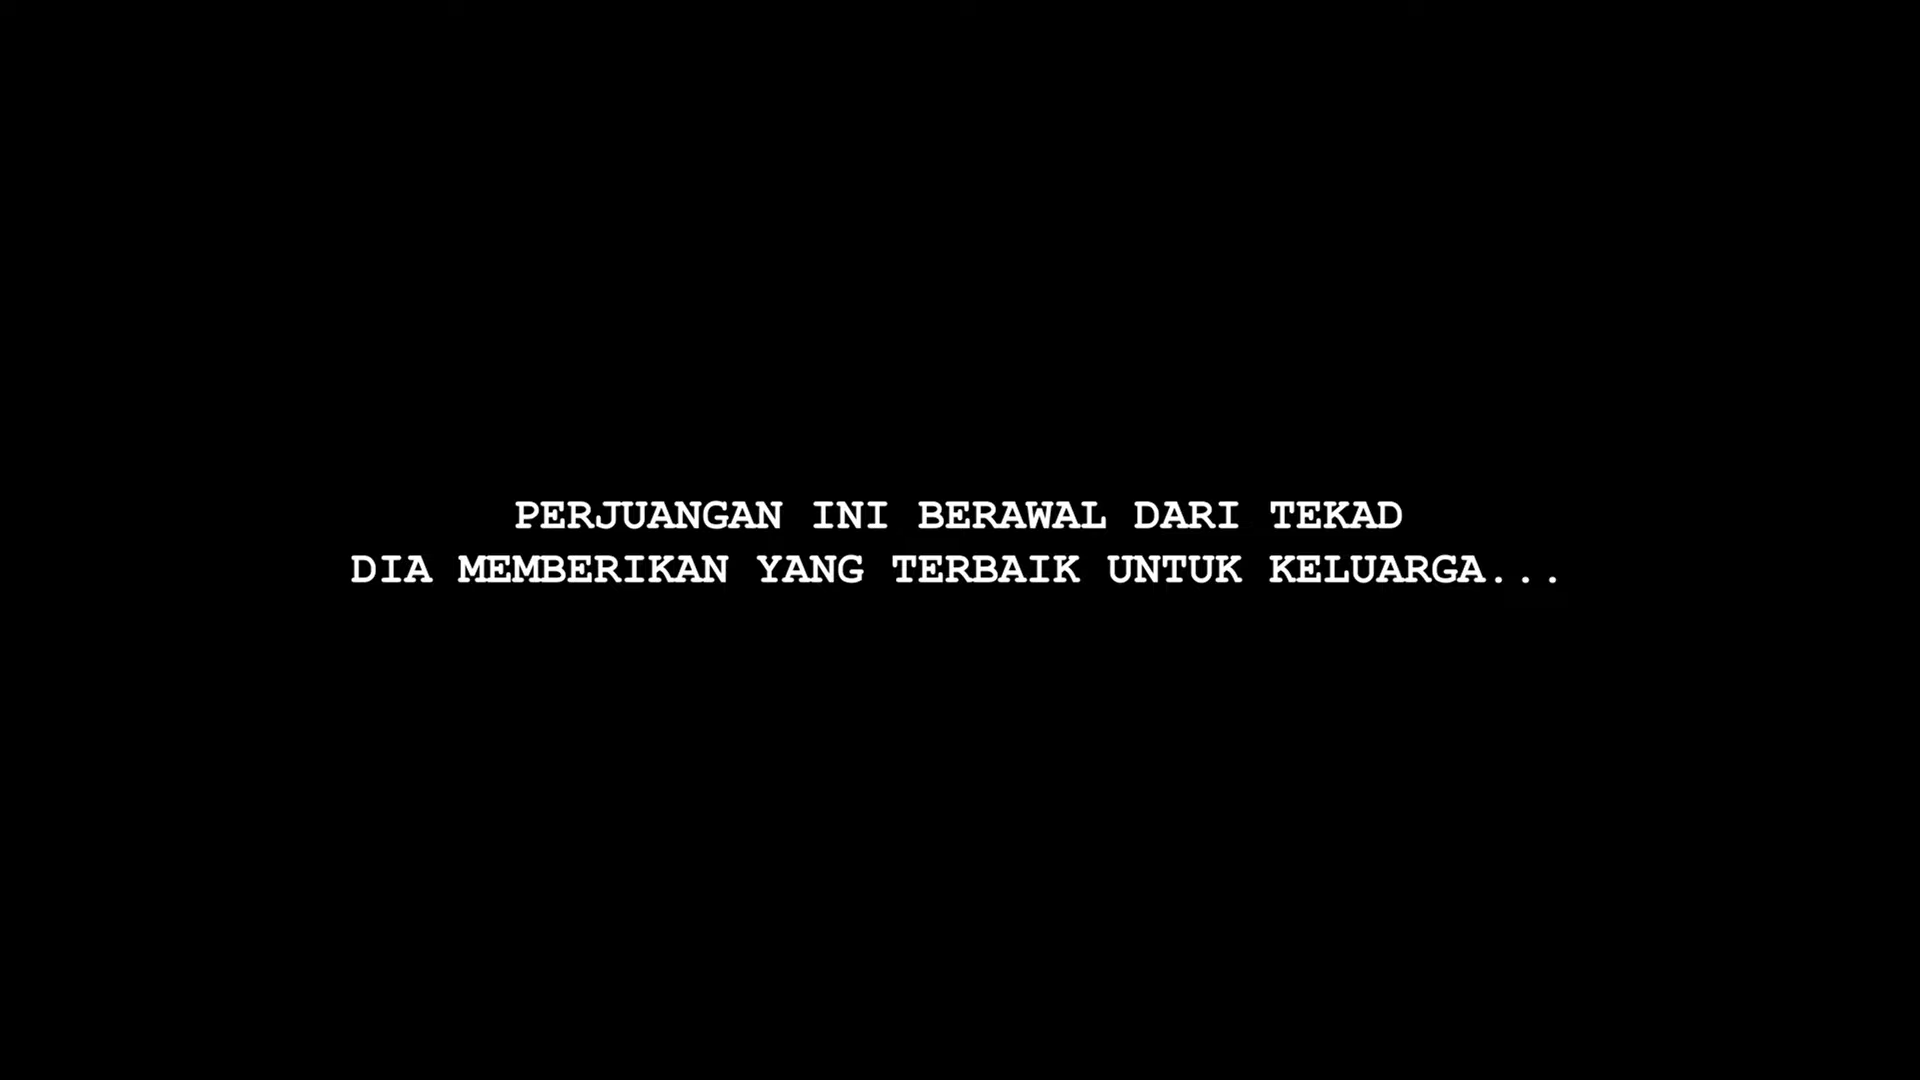 PERJUANGAN INI BERAWAL DARI TEKAD
DIA MEMBERIKAN YANG TERBAIK UNTUK KELUARGA...